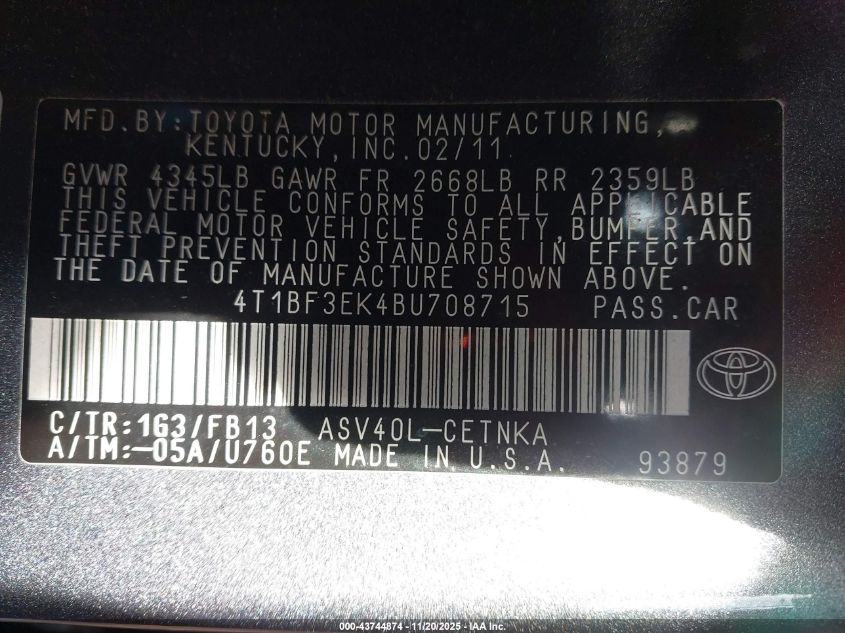 MFD.BY:TOYOTA MOTOR MANUFACTURING,
KENTUCKY,INC.02/11
GVWR 4345LB GAWR FR 2668LB RR 2359LB
THIS VEHICLE CONFORMS TO ALL APPLICABLE
FEDERAL MOTOR VEHICLE SAFETY,BUMPER,AND
THEFT PREVENTION STANDARDS IN EFFECT ON
THE DATE OF MANUFACTURE SHOWN ABOVE.
4T1BF3EK4BU708715 PASS.CAR
C/TR:1G3/FB13 ASV40L-CETNKA
A/TM:-05A/U760E MADE IN U.S.A. 93879
000-43744874 - 11/20/2025 - IAA Inc.